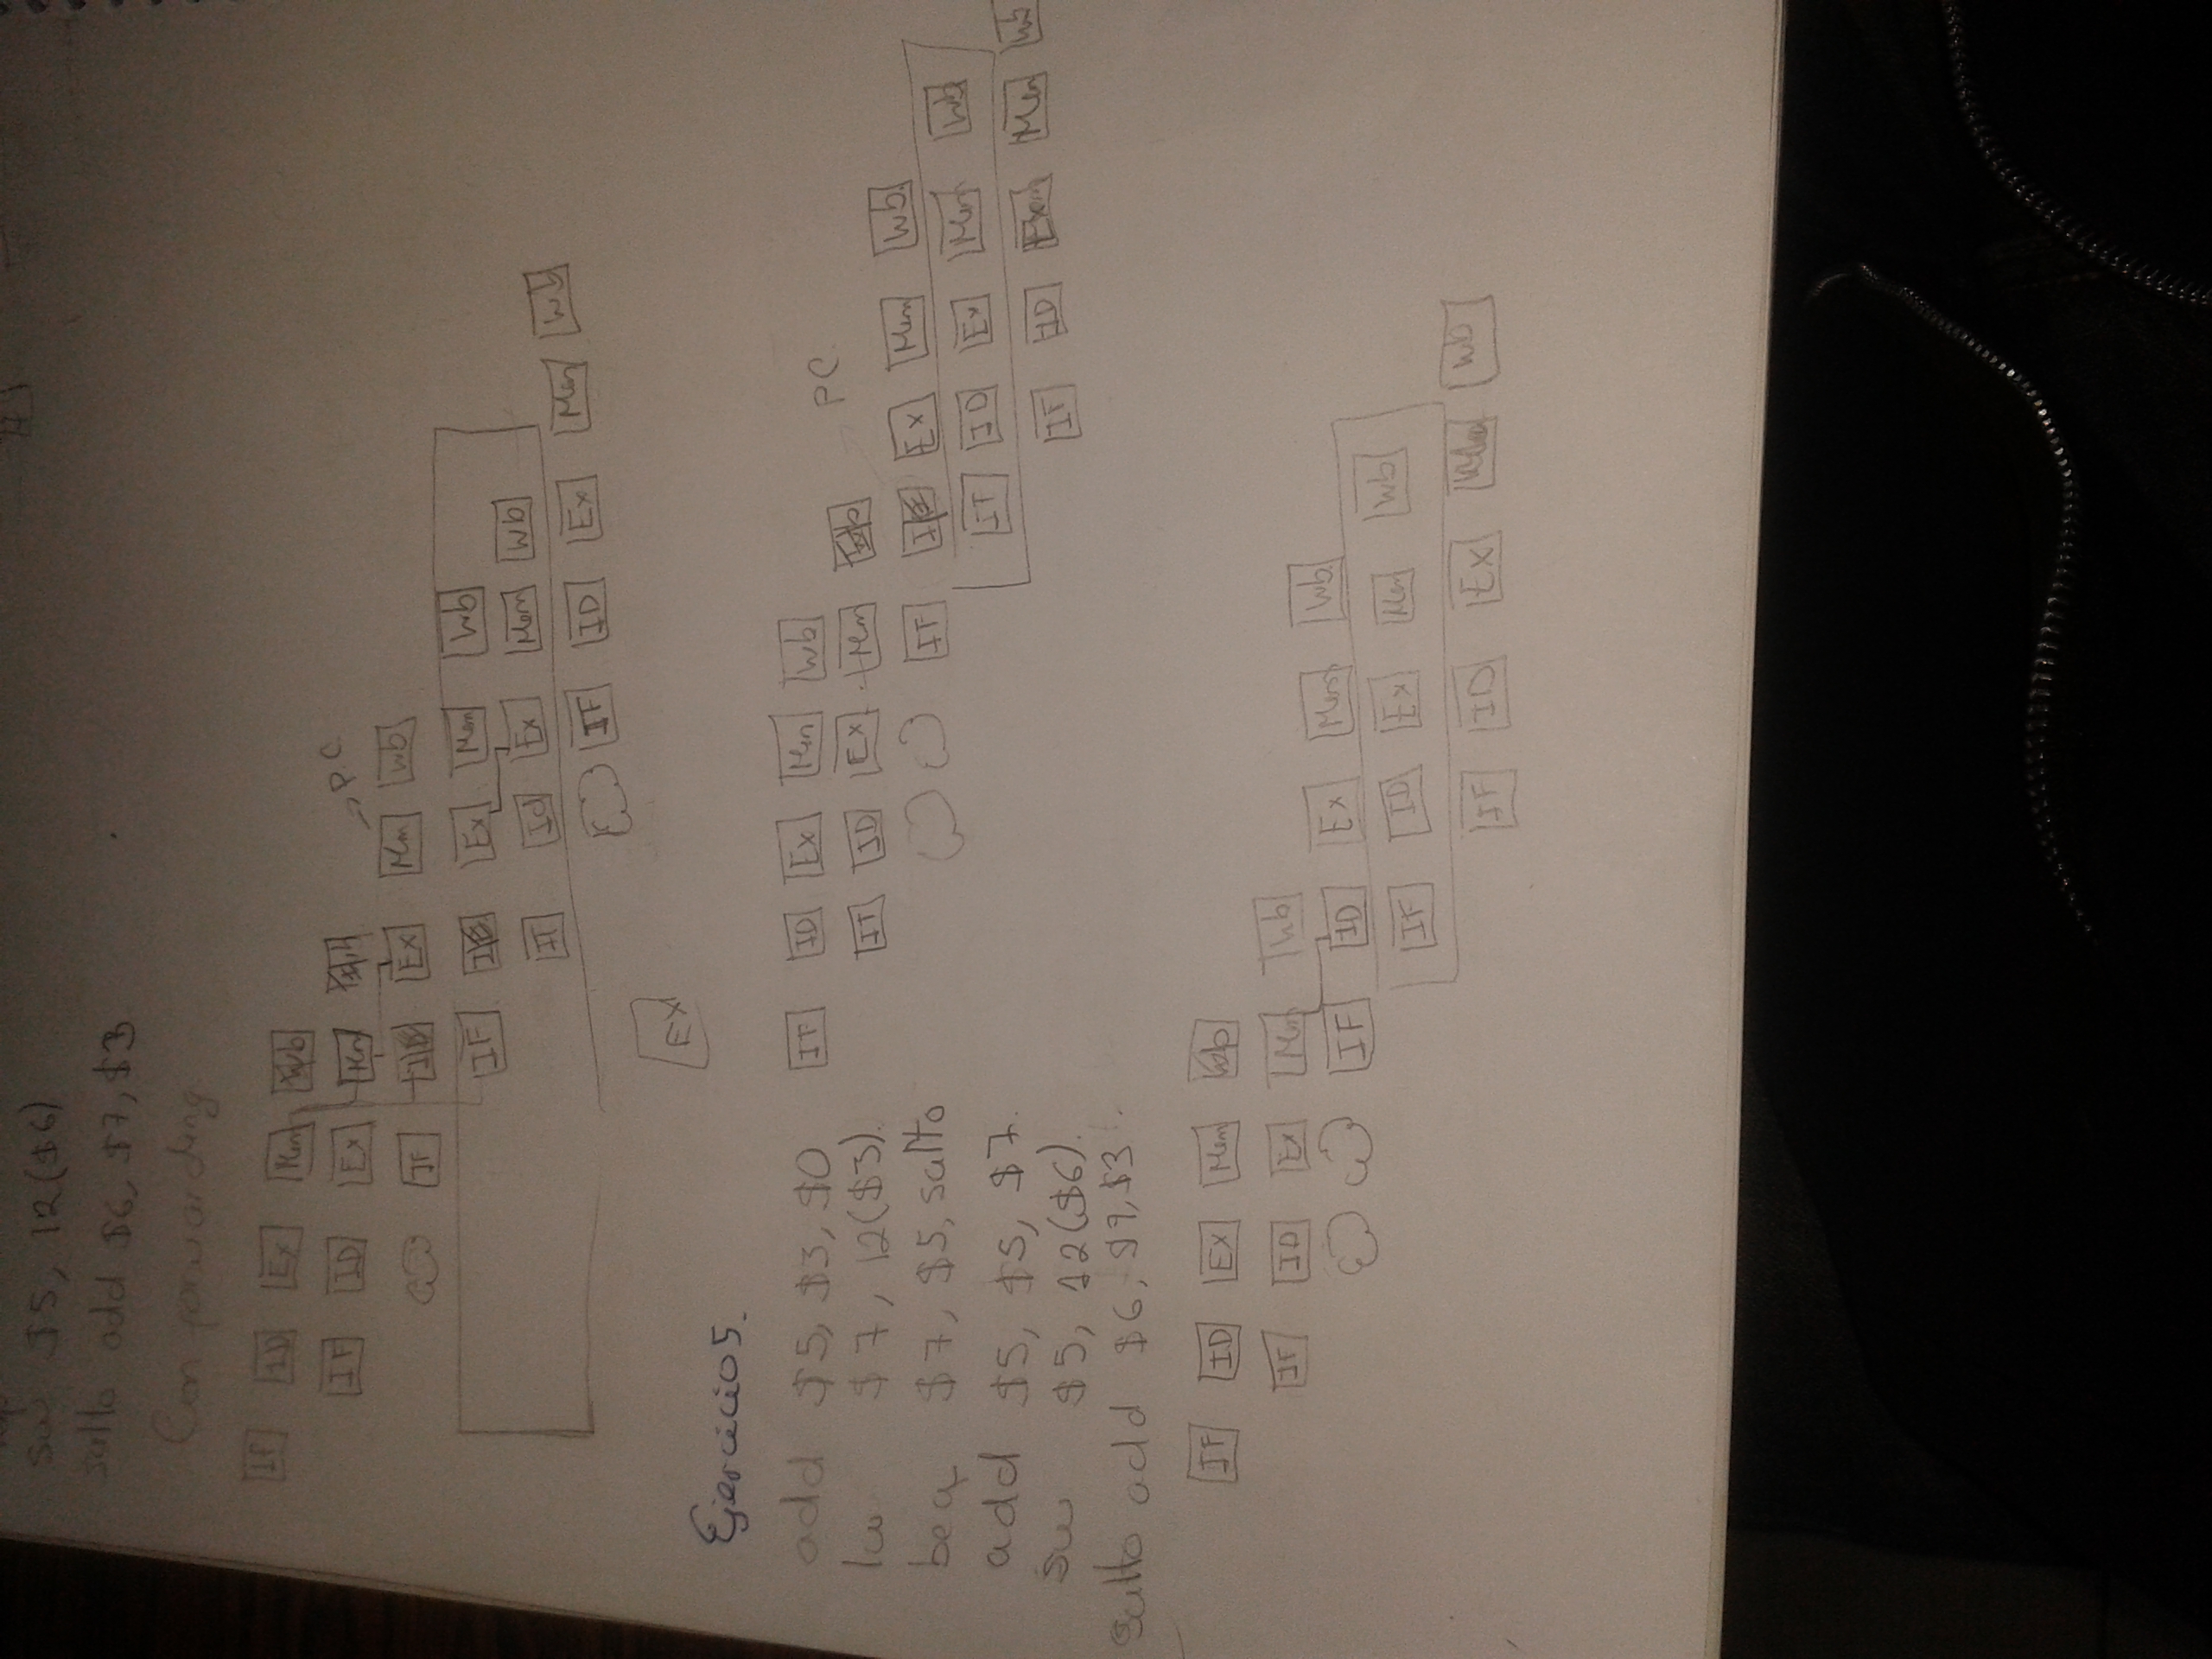 sw $5, 12($6)
salto add $6, $7, $3
Con forwarding
IF ID Ex Mem Wb
IF ID Ex Mem
P.C.
IF ID Ex Mem Wb
IF ID Ex Mem Wb
IF Id Ex Mem Wb
IF ID Ex Mem Wb
Ex
Ejercicio 5.
add $5, $3, $0 IF ID Ex Mem Wb
lw $7, 12($3). IF ID Ex Mem Wb P.C.
beq $7, $5, salto IF ID Ex Mem Wb
add $5, $5, $7. IF ID Ex Mem Wb
sw $5, 12($6). IF ID Ex Mem Wb
salto add $6, $7, $3.
IF ID Ex Mem Wb
IF ID Ex Mem Wb
IF ID Ex Mem Wb
IF ID Ex Mem Wb
IF ID Ex Mem Wb